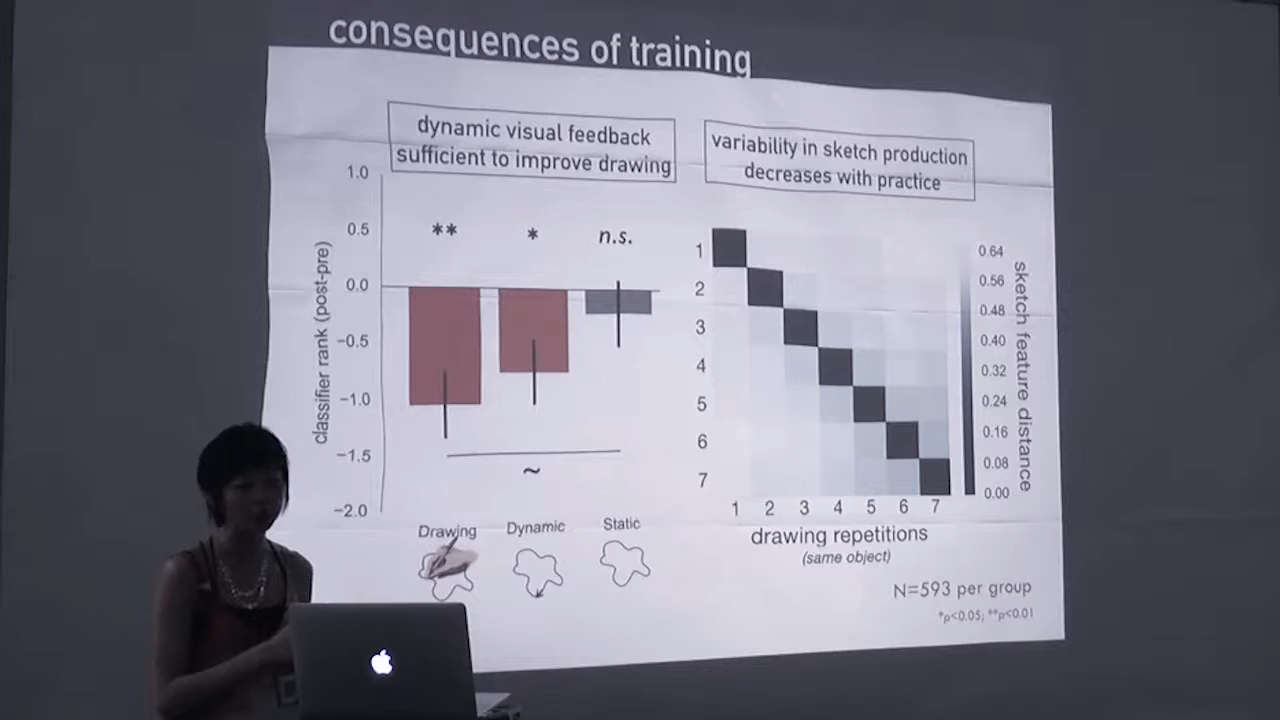 consequences of training
dynamic visual feedback
sufficient to improve drawing
variability in sketch production
decreases with practice
classifier rank (post-pre)
1.0
0.5
0.0
−0.5
−1.0
−1.5
−2.0
**
*
n.s.
~
Drawing
Dynamic
Static
1
2
3
4
5
6
7
1 2 3 4 5 6 7
drawing repetitions
(same object)
0.64
0.56
0.48
0.40
0.32
0.24
0.16
0.08
0.00
sketch feature distance
N=593 per group
*p<0.05; **p<0.01